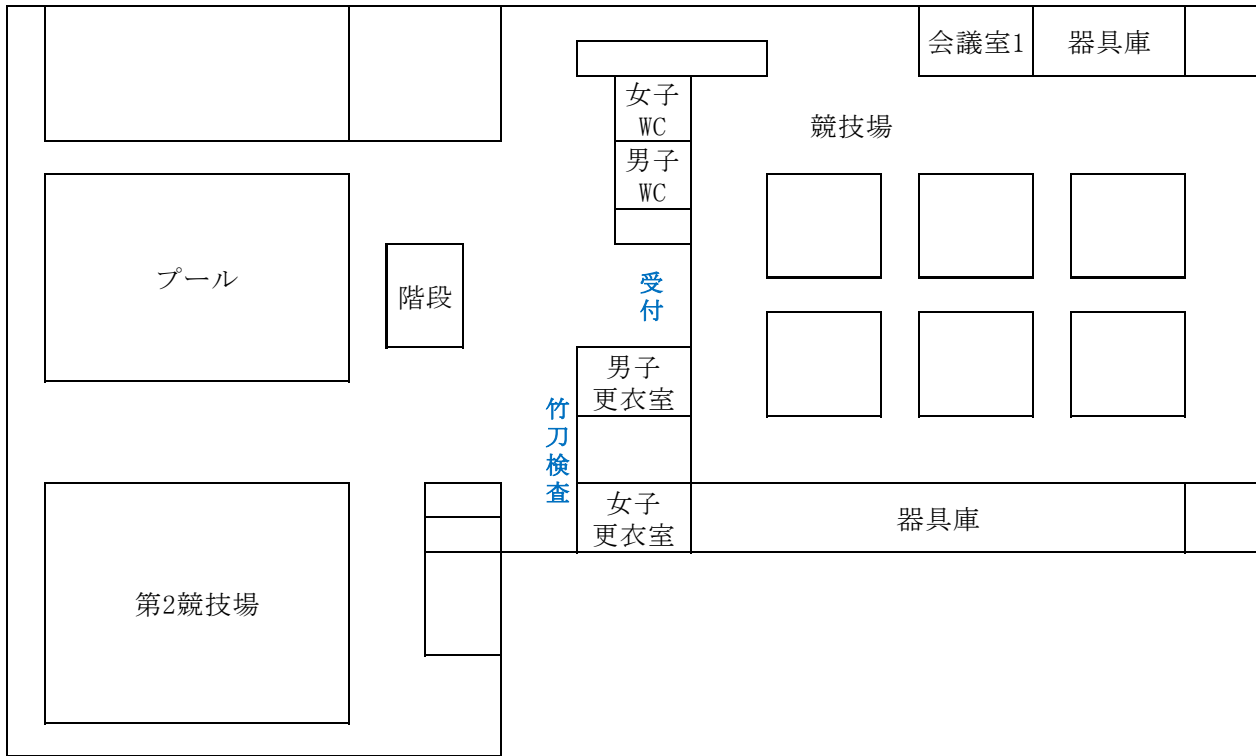 会議室1
器具庫
女子
WC
競技場
男子
WC
プール
階段
受付
男子
更衣室
竹刀検査
女子
更衣室
器具庫
第2競技場